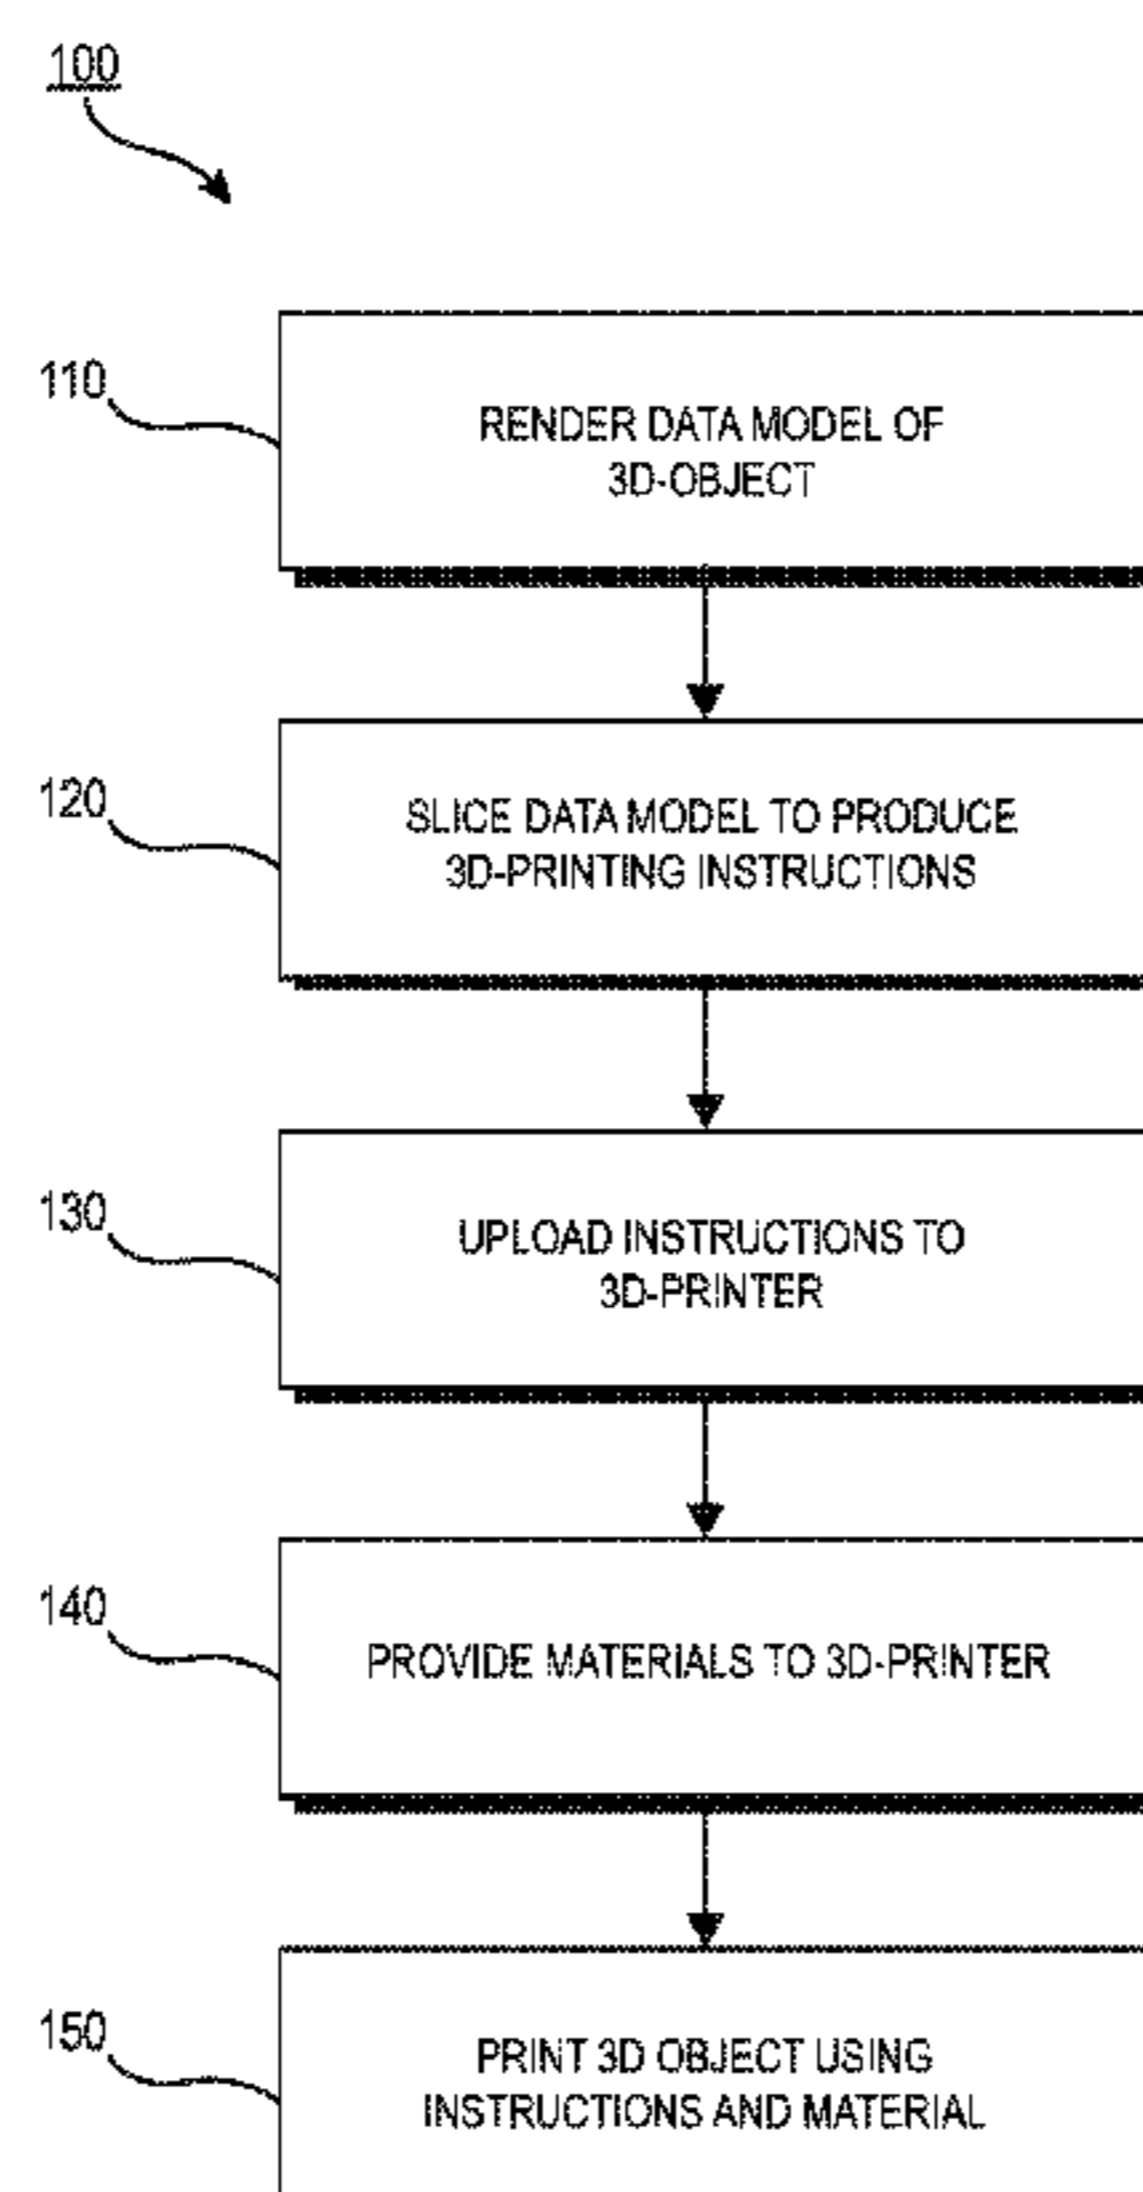 100
110
RENDER DATA MODEL OF
3D-OBJECT
120
SLICE DATA MODEL TO PRODUCE
3D-PRINTING INSTRUCTIONS
130
UPLOAD INSTRUCTIONS TO
3D-PRINTER
140
PROVIDE MATERIALS TO 3D-PRINTER
150
PRINT 3D OBJECT USING
INSTRUCTIONS AND MATERIAL